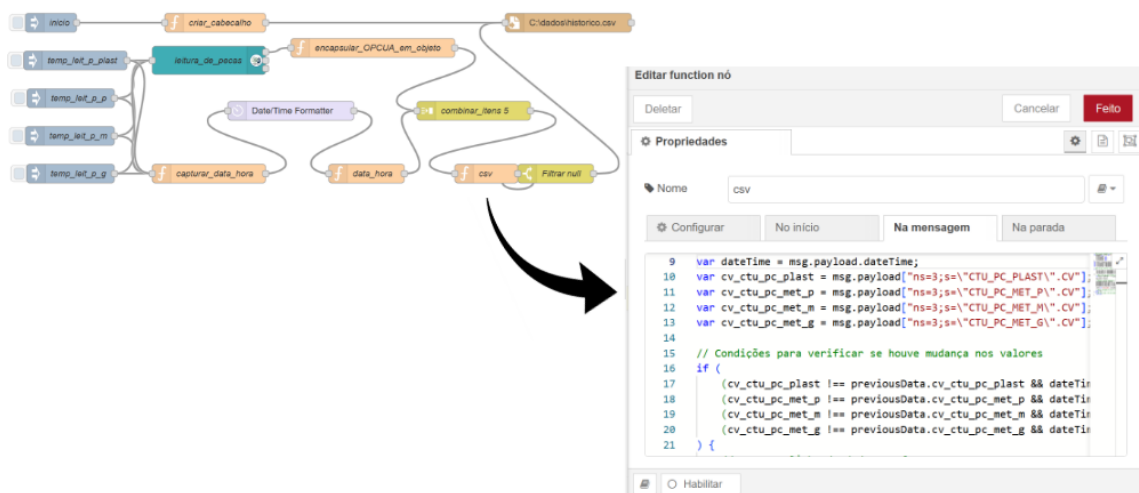 inicio
criar_cabecalho
C:\dados\historico.csv
temp_leit_p_plast
leitura_de_pecas
encapsular_OPCUA_em_objeto
temp_leit_p_p
Date/Time Formatter
combinar_itens 5
temp_leit_p_m
temp_leit_p_g
capturar_data_hora
data_hora
csv
Filtrar null
Editar function nó
Deletar
Cancelar
Feito
Propriedades
Nome
csv
Configurar
No início
Na mensagem
Na parada
9 var dateTime = msg.payload.dateTime;
10 var cv_ctu_pc_plast = msg.payload["ns=3;s=\"CTU_PC_PLAST\".CV"];
11 var cv_ctu_pc_met_p = msg.payload["ns=3;s=\"CTU_PC_MET_P\".CV"];
12 var cv_ctu_pc_met_m = msg.payload["ns=3;s=\"CTU_PC_MET_M\".CV"];
13 var cv_ctu_pc_met_g = msg.payload["ns=3;s=\"CTU_PC_MET_G\".CV"];
14
15 // Condições para verificar se houve mudança nos valores
16 if (
17 (cv_ctu_pc_plast !== previousData.cv_ctu_pc_plast && dateTim
18 (cv_ctu_pc_met_p !== previousData.cv_ctu_pc_met_p && dateTim
19 (cv_ctu_pc_met_m !== previousData.cv_ctu_pc_met_m && dateTim
20 (cv_ctu_pc_met_g !== previousData.cv_ctu_pc_met_g && dateTim
21 ) {
Habilitar